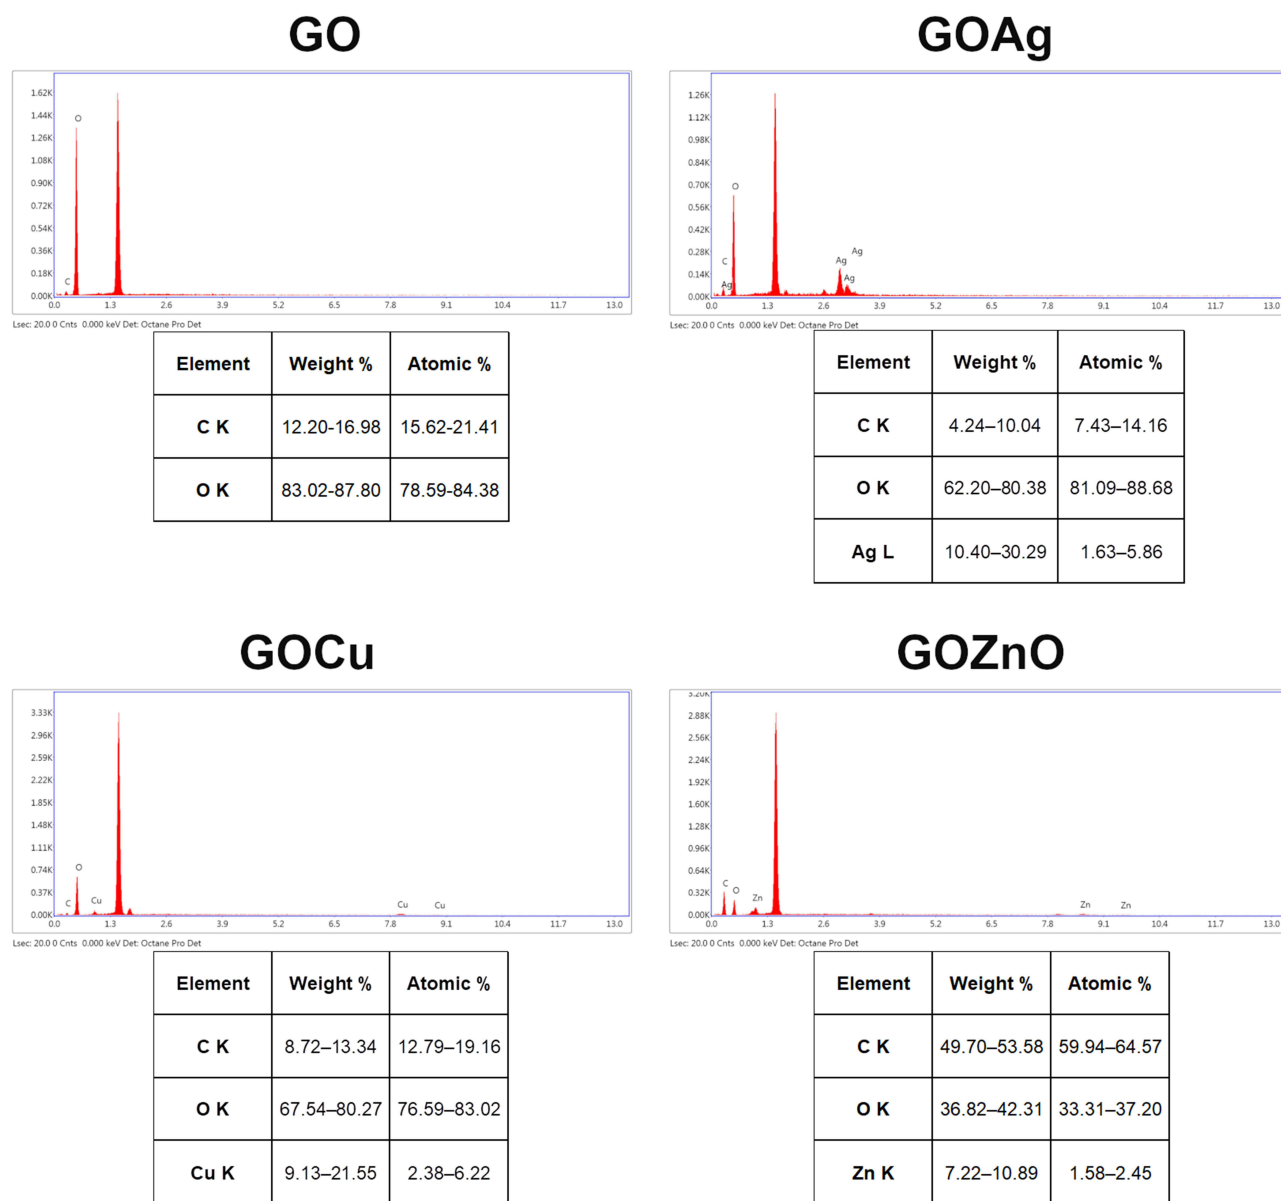 GO
GOAg
1.62K
1.44K
1.26K
1.08K
0.90K
0.72K
0.54K
0.36K
0.18K
0.00K
C
O
0.0 1.3 2.6 3.9 5.2 6.5 7.8 9.1 10.4 11.7 13.0
Lsec: 20.0 0 Cnts 0.000 keV Det: Octane Pro Det
1.26K
1.12K
0.98K
0.84K
0.70K
0.56K
0.42K
0.28K
0.14K
0.00K
C
Ag
O
Ag
Ag
Ag
0.0 1.3 2.6 3.9 5.2 6.5 7.8 9.1 10.4 11.7 13.0
Lsec: 20.0 0 Cnts 0.000 keV Det: Octane Pro Det
Element Weight % Atomic %
C K 12.20-16.98 15.62-21.41
O K 83.02-87.80 78.59-84.38
Element Weight % Atomic %
C K 4.24–10.04 7.43–14.16
O K 62.20–80.38 81.09–88.68
Ag L 10.40–30.29 1.63–5.86
GOCu
GOZnO
3.33K
2.96K
2.59K
2.22K
1.85K
1.48K
1.11K
0.74K
0.37K
0.00K
C
O
Cu
Cu
Cu
0.0 1.3 2.6 3.9 5.2 6.5 7.8 9.1 10.4 11.7 13.0
Lsec: 20.0 0 Cnts 0.000 keV Det: Octane Pro Det
3.20K
2.88K
2.56K
2.24K
1.92K
1.60K
1.28K
0.96K
0.64K
0.32K
0.00K
C
O
Zn
Zn
Zn
0.0 1.3 2.6 3.9 5.2 6.5 7.8 9.1 10.4 11.7 13.0
Lsec: 20.0 0 Cnts 0.000 keV Det: Octane Pro Det
Element Weight % Atomic %
C K 8.72–13.34 12.79–19.16
O K 67.54–80.27 76.59–83.02
Cu K 9.13–21.55 2.38–6.22
Element Weight % Atomic %
C K 49.70–53.58 59.94–64.57
O K 36.82–42.31 33.31–37.20
Zn K 7.22–10.89 1.58–2.45